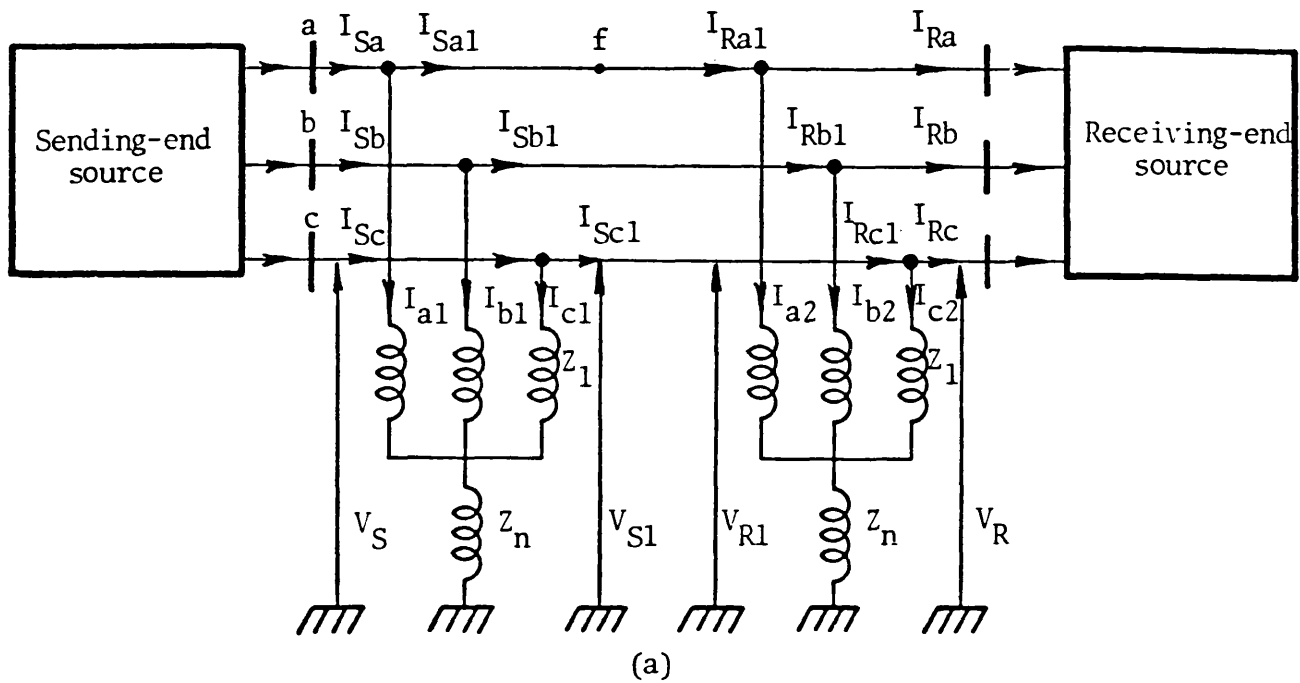 a I_Sa I_Sa1 f I_Ra1 I_Ra
Sending-end
source
b I_Sb I_Sb1 I_Rb1 I_Rb
Receiving-end
source
c I_Sc I_Sc1 I_Rc1 I_Rc
I_a1 I_b1 I_c1 I_a2 I_b2 I_c2
Z_1 Z_1
V_S Z_n V_S1 V_R1 Z_n V_R
(a)